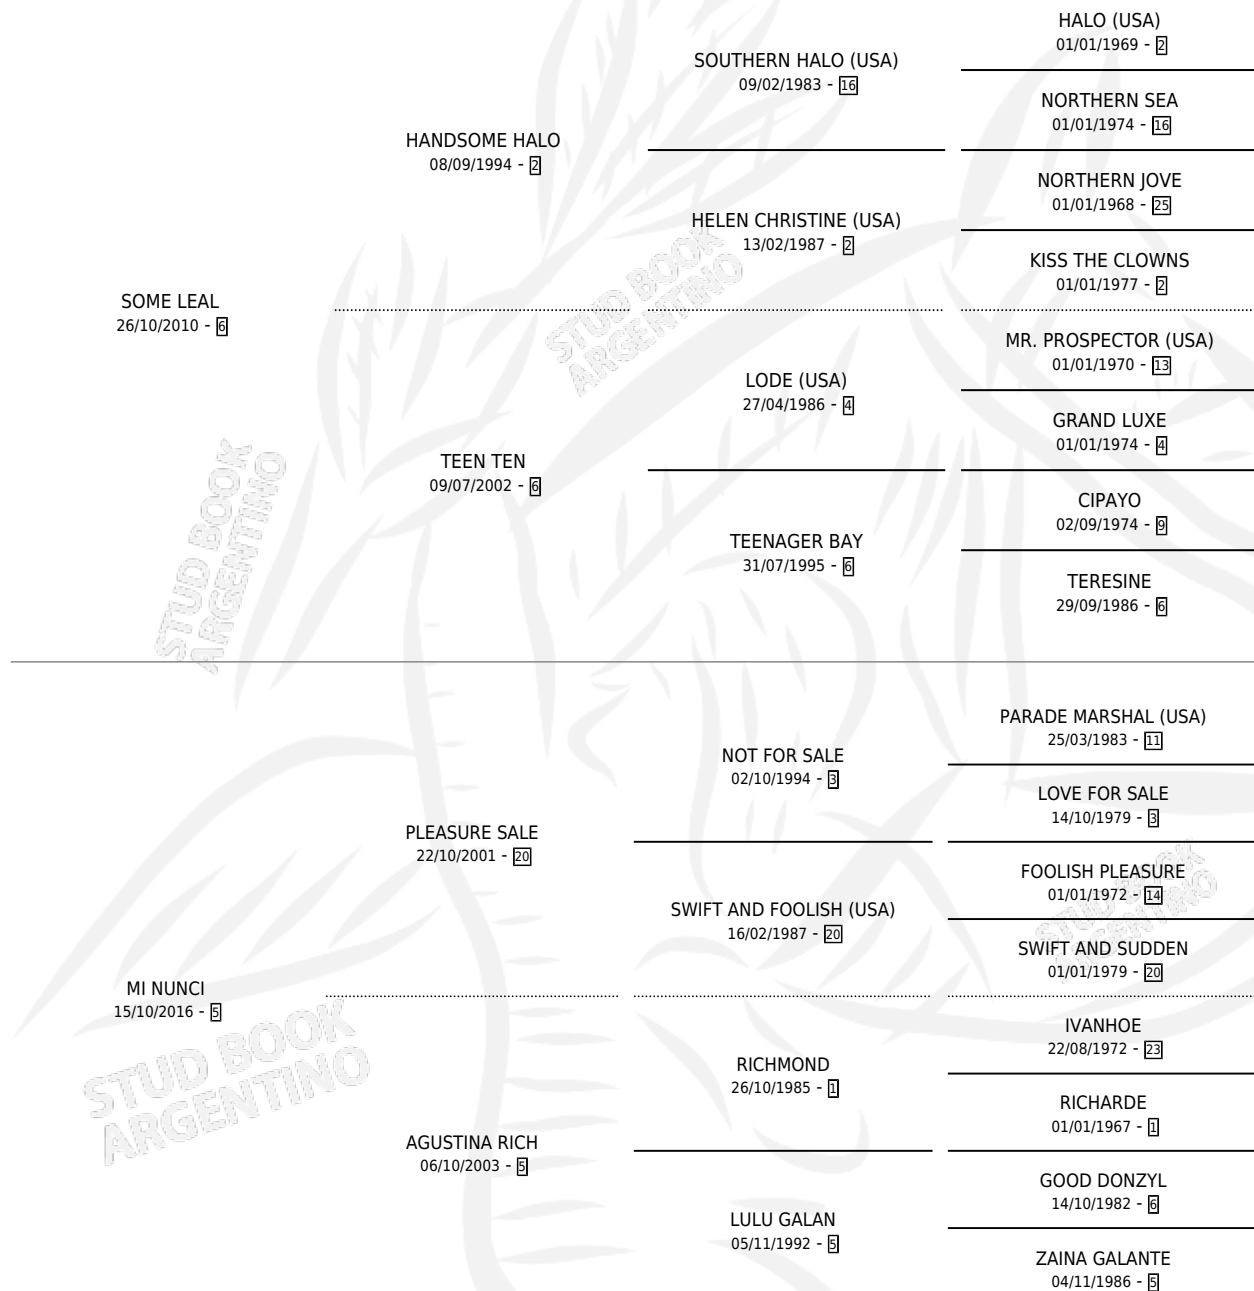 HALO (USA)
01/01/1969 - 2
SOUTHERN HALO (USA)
09/02/1983 - 16
NORTHERN SEA
01/01/1974 - 16
HANDSOME HALO
08/09/1994 - 2
NORTHERN JOVE
01/01/1968 - 25
HELEN CHRISTINE (USA)
13/02/1987 - 2
KISS THE CLOWNS
01/01/1977 - 2
SOME LEAL
26/10/2010 - 6
STUD BOOK
ARGENTINO
MR. PROSPECTOR (USA)
01/01/1970 - 13
LODE (USA)
27/04/1986 - 4
GRAND LUXE
01/01/1974 - 4
TEEN TEN
09/07/2002 - 6
CIPAYO
02/09/1974 - 9
TEENAGER BAY
31/07/1995 - 6
TERESINE
29/09/1986 - 6
STUD BOOK
ARGENTINO
PARADE MARSHAL (USA)
25/03/1983 - 11
NOT FOR SALE
02/10/1994 - 3
LOVE FOR SALE
14/10/1979 - 3
PLEASURE SALE
22/10/2001 - 20
FOOLISH PLEASURE
01/01/1972 - 14
SWIFT AND FOOLISH (USA)
16/02/1987 - 20
STUD BOOK
ARGENTINO
SWIFT AND SUDDEN
01/01/1979 - 20
MI NUNCI
15/10/2016 - 5
STUD BOOK
ARGENTINO
IVANHOE
22/08/1972 - 23
RICHMOND
26/10/1985 - 1
RICHARDE
01/01/1967 - 1
AGUSTINA RICH
06/10/2003 - 5
GOOD DONZYL
14/10/1982 - 6
LULU GALAN
05/11/1992 - 5
ZAINA GALANTE
04/11/1986 - 5